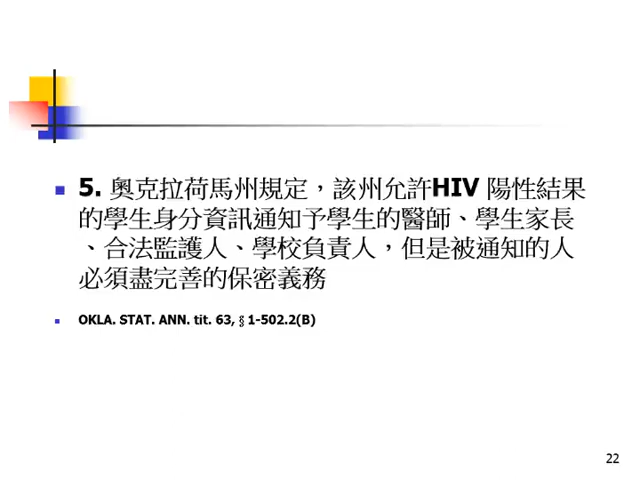 5. 奧克拉荷馬州規定，該州允許HIV 陽性結果
的學生身分資訊通知予學生的醫師、學生家長
、合法監護人、學校負責人，但是被通知的人
必須盡完善的保密義務
OKLA. STAT. ANN. tit. 63, § 1-502.2(B)
22